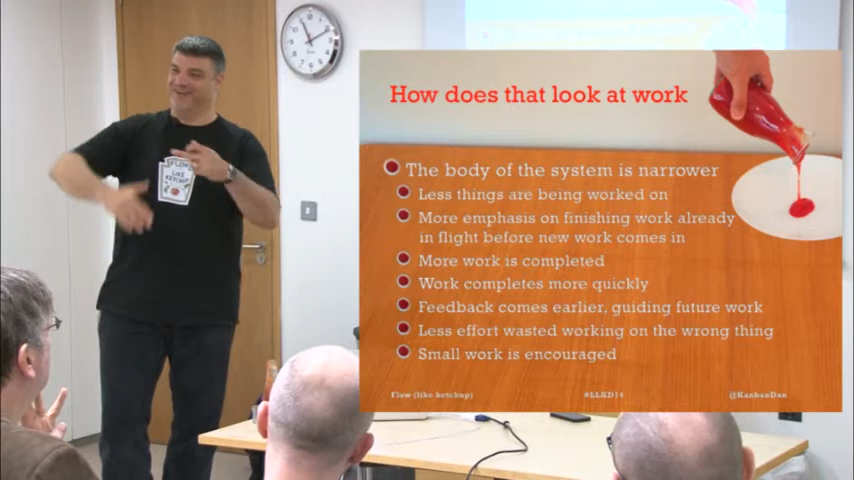 How does that look at work
The body of the system is narrower
Less things are being worked on
More emphasis on finishing work already
in flight before new work comes in
More work is completed
Work completes more quickly
Feedback comes earlier, guiding future work
Less effort wasted working on the wrong thing
Small work is encouraged
Flow (like ketchup)
#LLKD14
@KanbanDan
FLOW
LIKE
KETCHUP